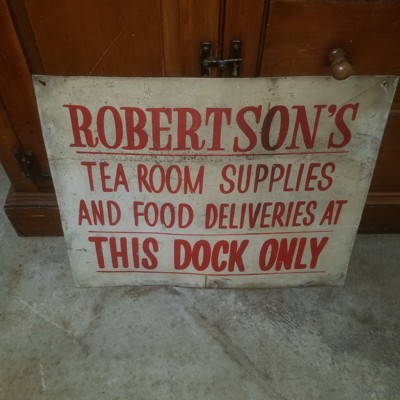 ROBERTSON'S
TEA ROOM SUPPLIES
AND FOOD DELIVERIES AT
THIS DOCK ONLY